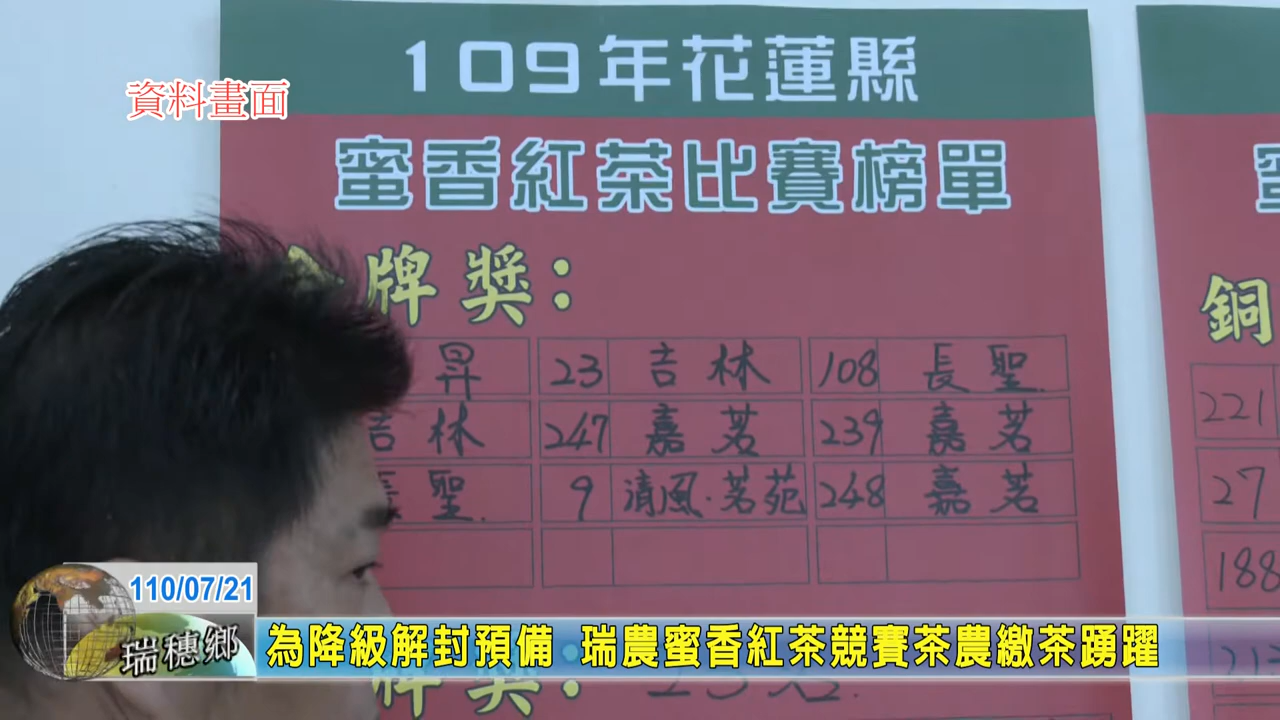 資料畫面
109年花蓮縣
蜜香紅茶比賽榜單
牌獎：
昇 23 吉林 108 長聖
吉林 247 嘉茗 239 嘉茗
長聖 9 清風.茗苑 248 嘉茗
銅
221
27
188
213
牌獎：
110/07/21
瑞穗鄉
為降級解封預備 瑞農蜜香紅茶競賽茶農繳茶踴躍